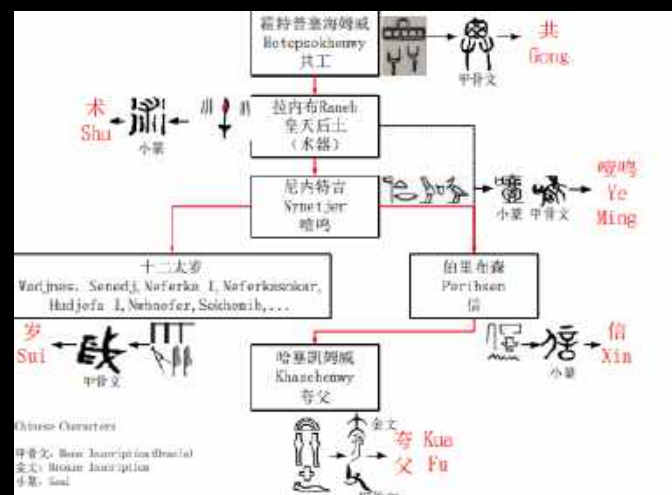 霍特普塞海姆威
Hotepsekhemwy
共工
共
Gong
甲骨文
术
Shu
小篆
拉内布Raneb
皇天后土
（术器）
尼内特吉
Nynetjer
噎鸣
小篆 甲骨文
噎鸣
Ye
Ming
十二太岁
Wadjnes, Senedj, Neferka I, Neferkasokar,
Hudjefa I, Nebnefer, Sekhemib,...
伯里布森
Peribsen
信
岁
Sui
甲骨文
小篆
信
Xin
哈塞凯姆威
Khasehemwy
夸父
金文
夸 Kua
父 Fu
Chinese Characters
甲骨文: Bone Inscription(Oracle)
金文: Bronze Inscription
小篆: Seal